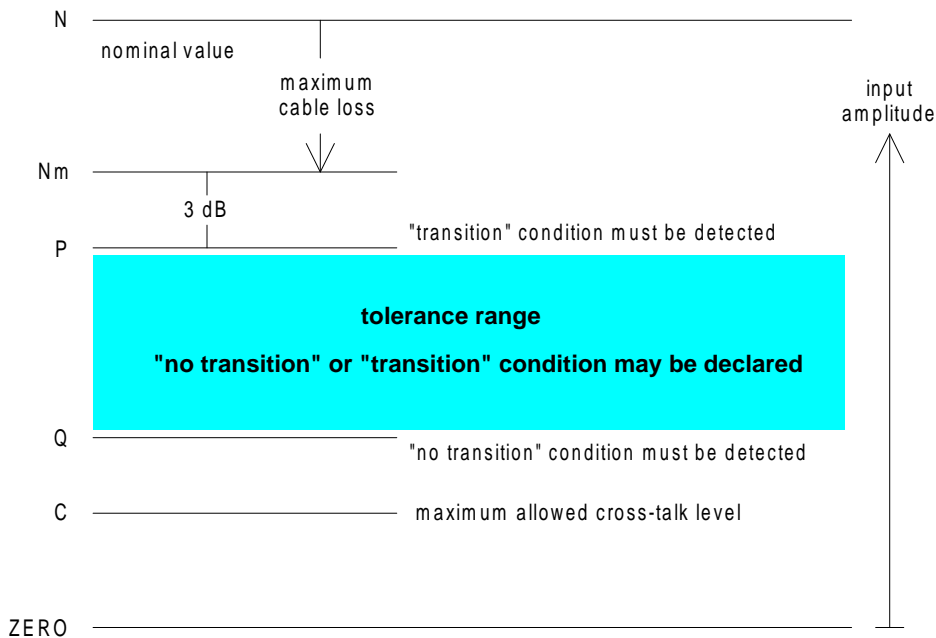 N
nominal value
maximum
cable loss
input
amplitude
Nm
3 dB
"transition" condition must be detected
P
tolerance range
"no transition" or "transition" condition may be declared
Q
"no transition" condition must be detected
C
maximum allowed cross-talk level
ZERO